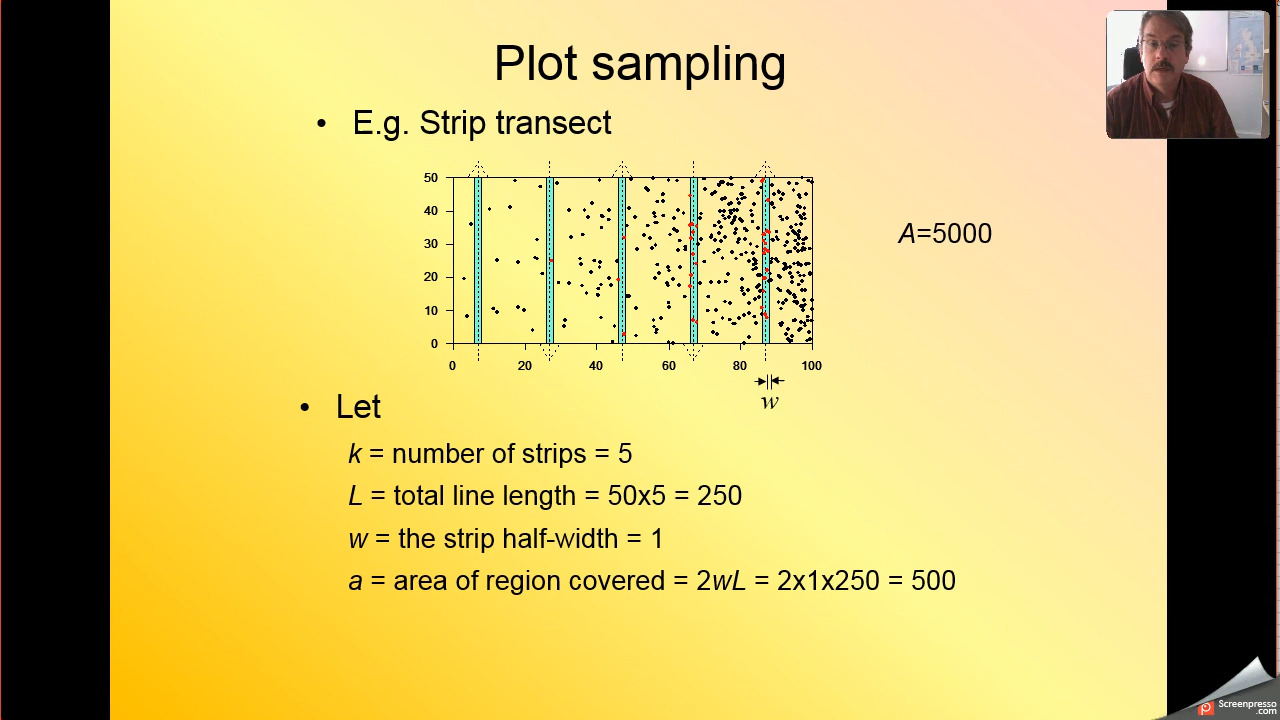 Plot sampling
• E.g. Strip transect
50
40
30
20
10
0
0 20 40 60 80 100
w
A=5000
• Let
k = number of strips = 5
L = total line length = 50x5 = 250
w = the strip half-width = 1
a = area of region covered = 2wL = 2x1x250 = 500
Screenpresso
.com